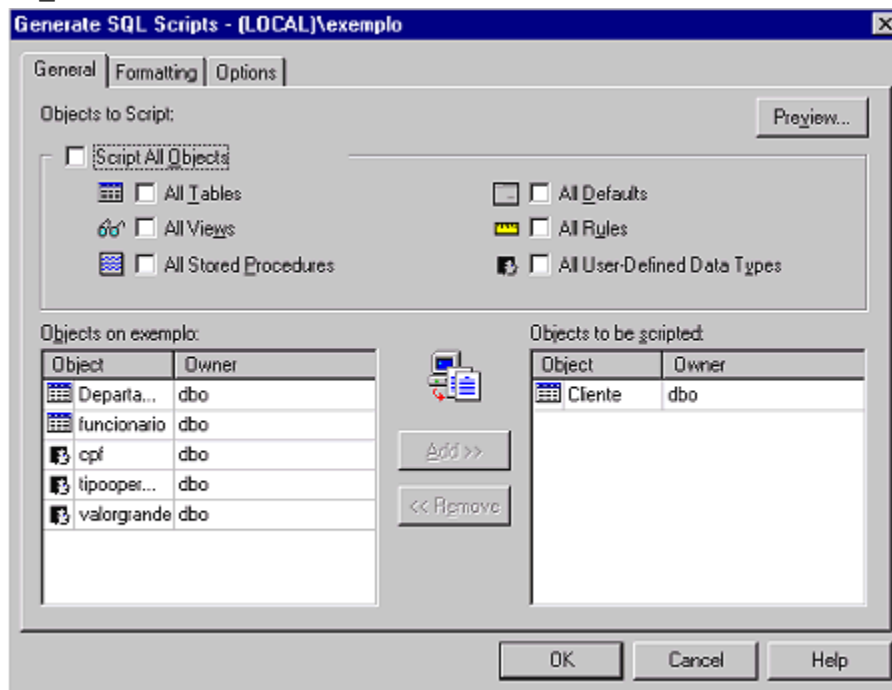 Generate SQL Scripts - (LOCAL)\exemplo
General Formatting Options
Objects to Script:
Preview...
Script All Objects
All Tables All Defaults
All Views All Rules
All Stored Procedures All User-Defined Data Types
Objects on exemplo: Objects to be scripted:
Object Owner Object Owner
Departa... dbo Cliente dbo
funcionario dbo
cpf dbo Add >>
tipooper... dbo
valorgrande dbo << Remove
OK Cancel Help